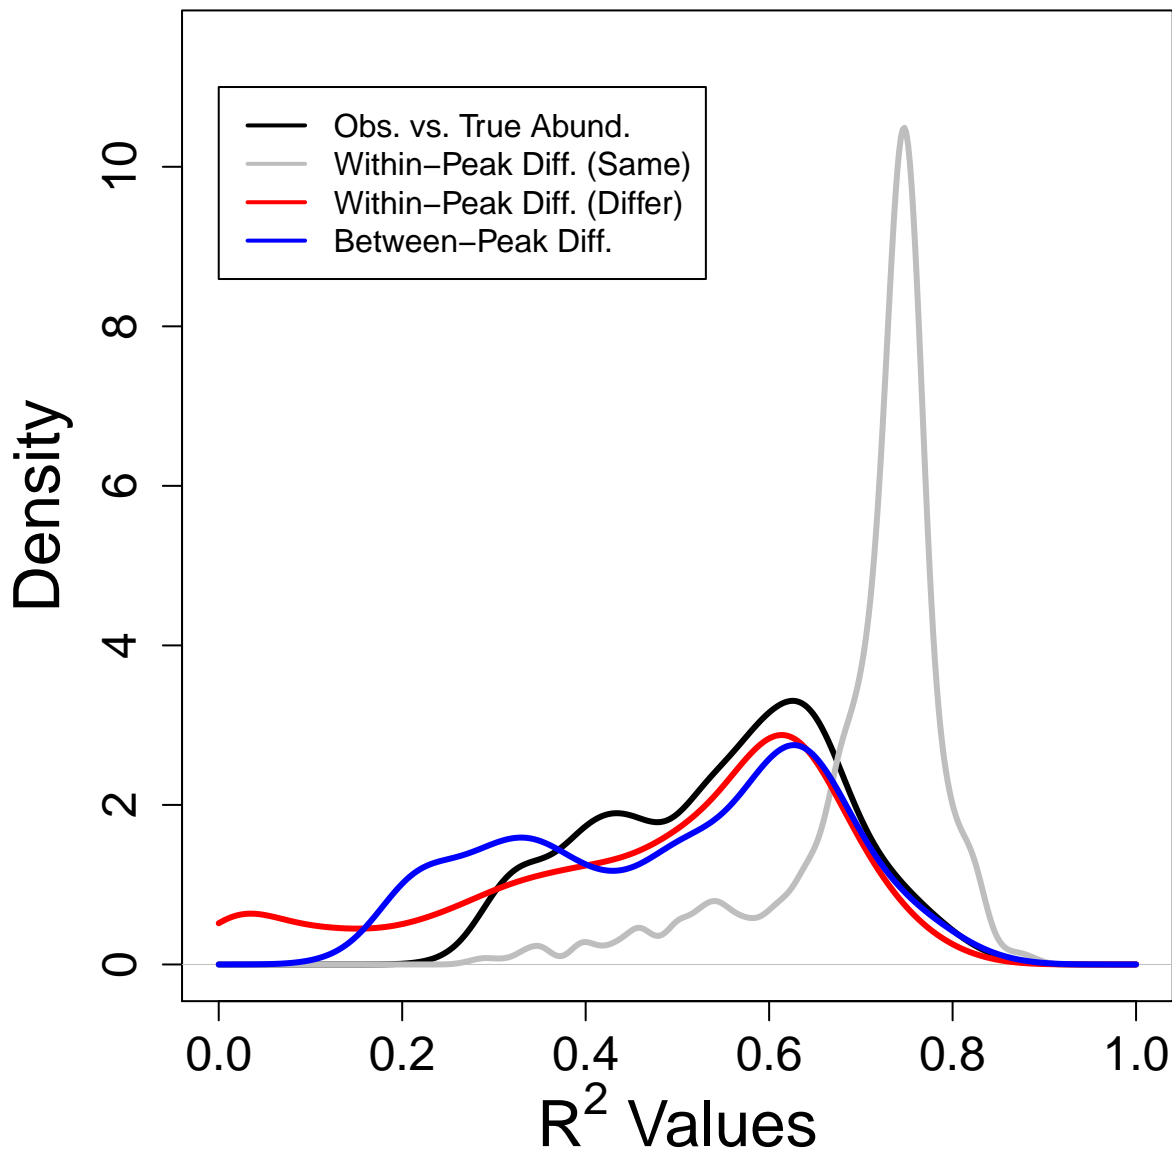 Obs. vs. True Abund.
Within−Peak Diff. (Same)
Within−Peak Diff. (Differ)
Between−Peak Diff.
Density
10
8
6
4
2
0
0.0 0.2 0.4 0.6 0.8 1.0
R² Values